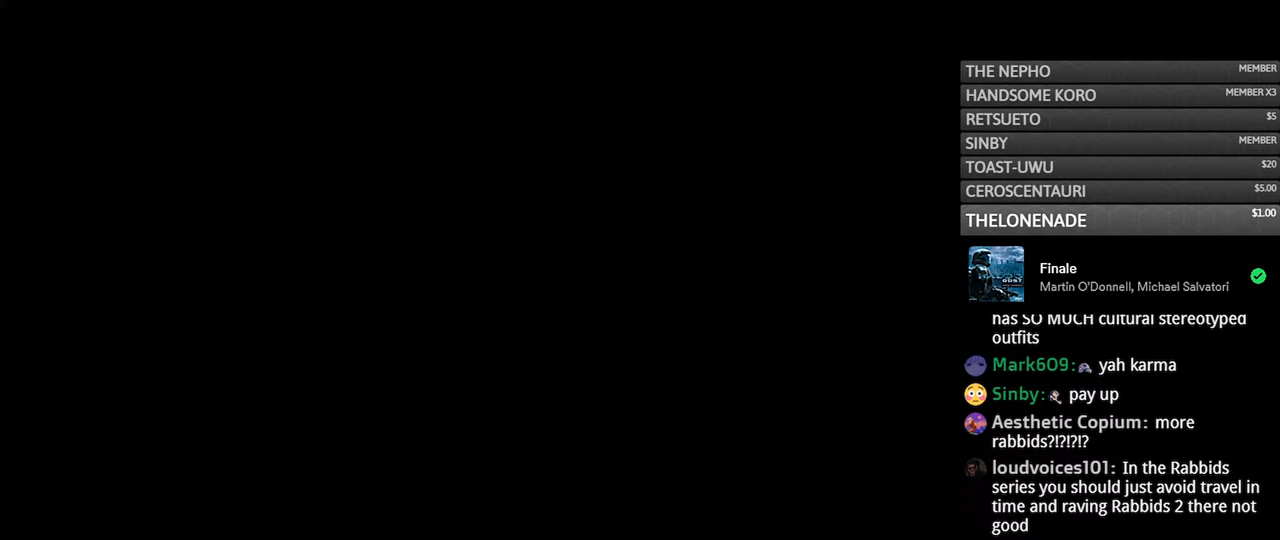 THE NEPHO MEMBER
HANDSOME KORO MEMBER X3
RETSUETO $5
SINBY MEMBER
TOAST-UWU $20
CEROSCENTAURI $5.00
THELONENADE $1.00
ODST
Finale
Martin O'Donnell, Michael Salvatori
has SO MUCH cultural stereotyped
outfits
Mark609: yah karma
Sinby: pay up
Aesthetic Copium: more
rabbids?!?!?!?
loudvoices101: In the Rabbids
series you should just avoid travel in
time and raving Rabbids 2 there not
good